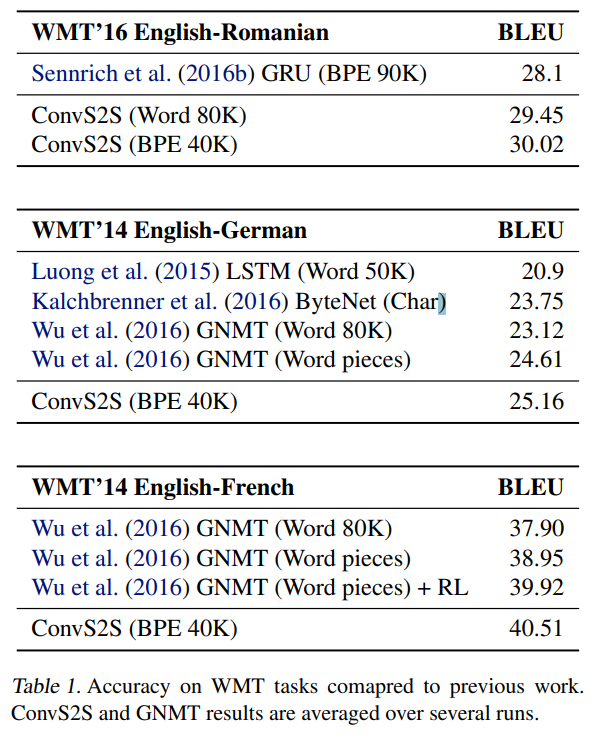 WMT’16 English-Romanian BLEU
Sennrich et al. (2016b) GRU (BPE 90K) 28.1
ConvS2S (Word 80K) 29.45
ConvS2S (BPE 40K) 30.02
WMT’14 English-German BLEU
Luong et al. (2015) LSTM (Word 50K) 20.9
Kalchbrenner et al. (2016) ByteNet (Char) 23.75
Wu et al. (2016) GNMT (Word 80K) 23.12
Wu et al. (2016) GNMT (Word pieces) 24.61
ConvS2S (BPE 40K) 25.16
WMT’14 English-French BLEU
Wu et al. (2016) GNMT (Word 80K) 37.90
Wu et al. (2016) GNMT (Word pieces) 38.95
Wu et al. (2016) GNMT (Word pieces) + RL 39.92
ConvS2S (BPE 40K) 40.51
Table 1. Accuracy on WMT tasks comapred to previous work.
ConvS2S and GNMT results are averaged over several runs.